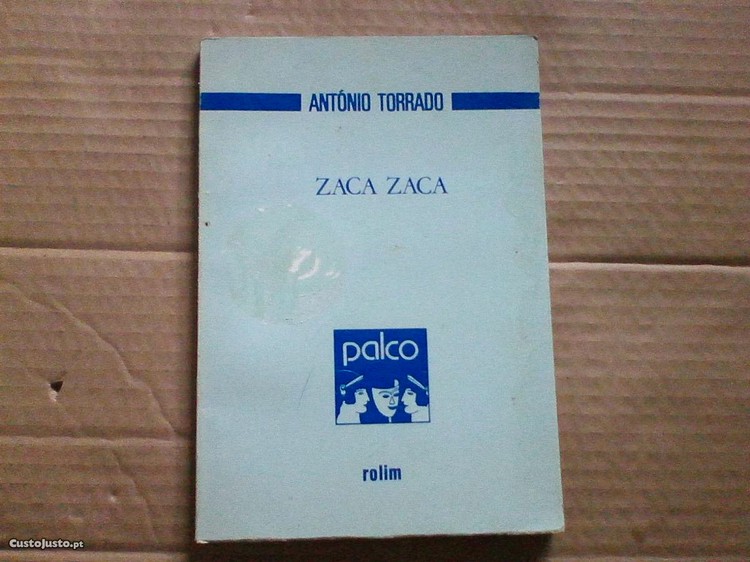 ANTÓNIO TORRADO
ZACA ZACA
palco
rolim
CustoJusto.pt